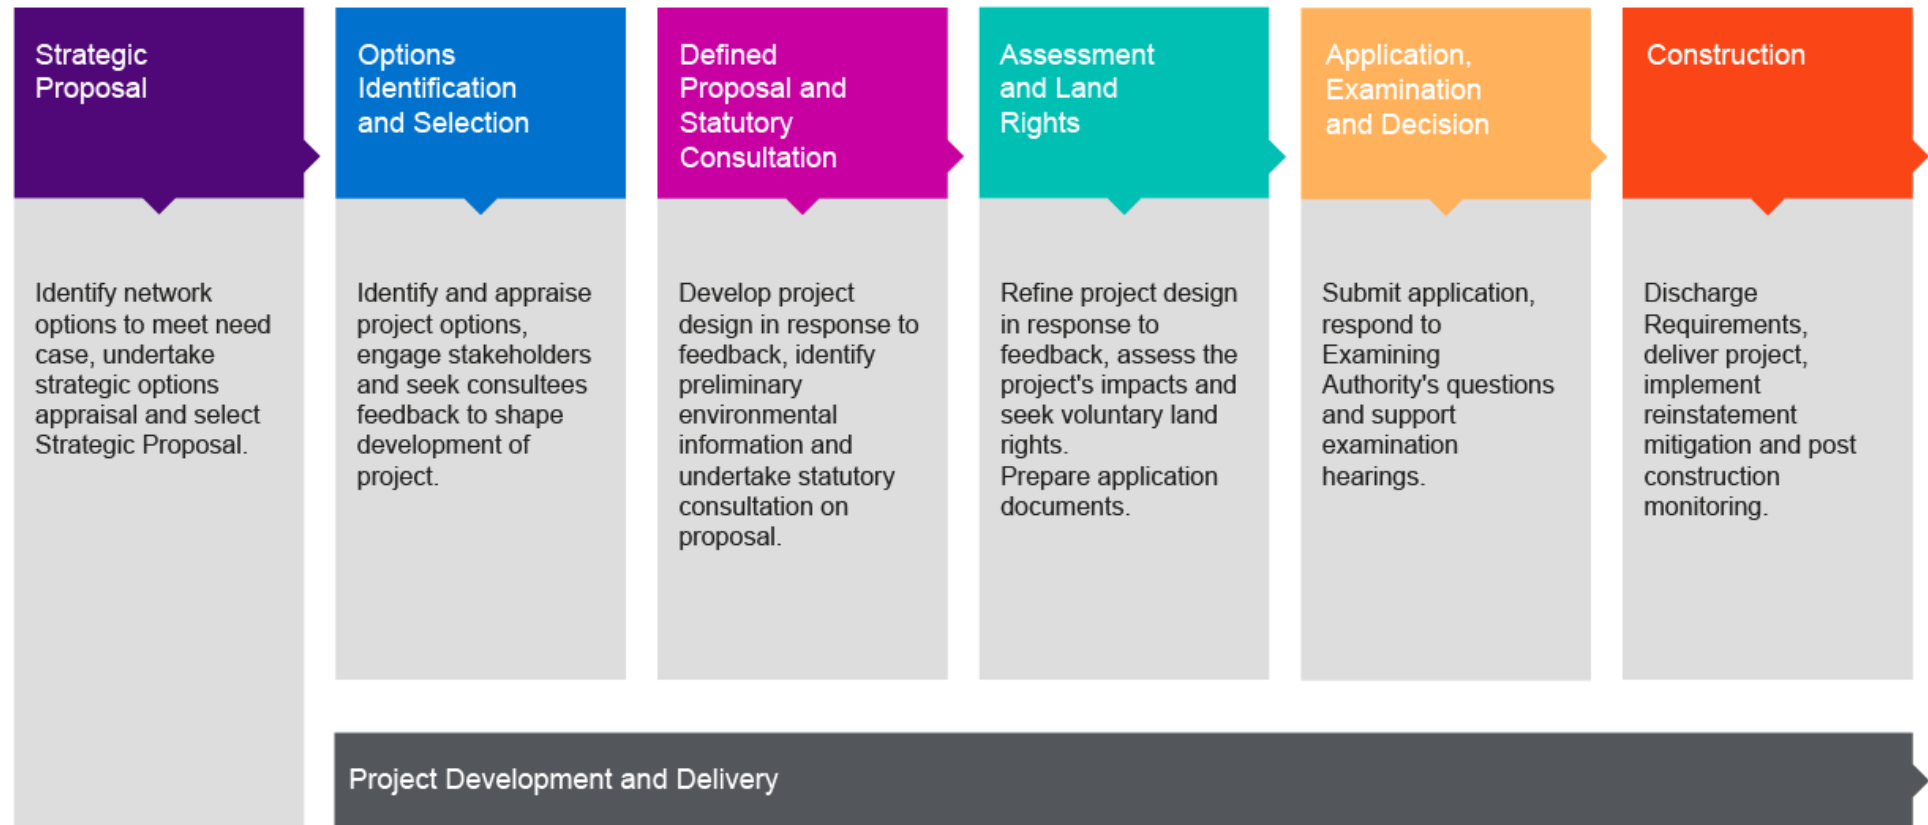 Strategic
Proposal
Identify network
options to meet need
case, undertake
strategic options
appraisal and select
Strategic Proposal.
Options
Identification
and Selection
Identify and appraise
project options,
engage stakeholders
and seek consultees
feedback to shape
development of
project.
Defined
Proposal and
Statutory
Consultation
Develop project
design in response to
feedback, identify
preliminary
environmental
information and
undertake statutory
consultation on
proposal.
Assessment
and Land
Rights
Refine project design
in response to
feedback, assess the
project's impacts and
seek voluntary land
rights.
Prepare application
documents.
Application,
Examination
and Decision
Submit application,
respond to
Examining
Authority's questions
and support
examination
hearings.
Construction
Discharge
Requirements,
deliver project,
implement
reinstatement
mitigation and post
construction
monitoring.
Project Development and Delivery